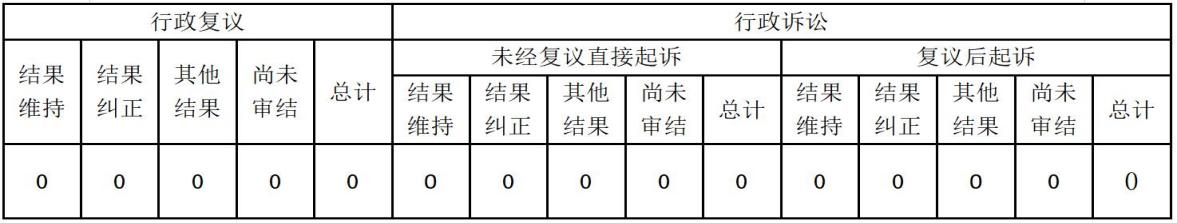 行政复议 行政诉讼
未经复议直接起诉 复议后起诉
结果维持 结果纠正 其他结果 尚未审结 总计 结果维持 结果纠正 其他结果 尚未审结 总计 结果维持 结果纠正 其他结果 尚未审结 总计
0 0 0 0 0 0 0 0 0 0 0 0 0 0 0